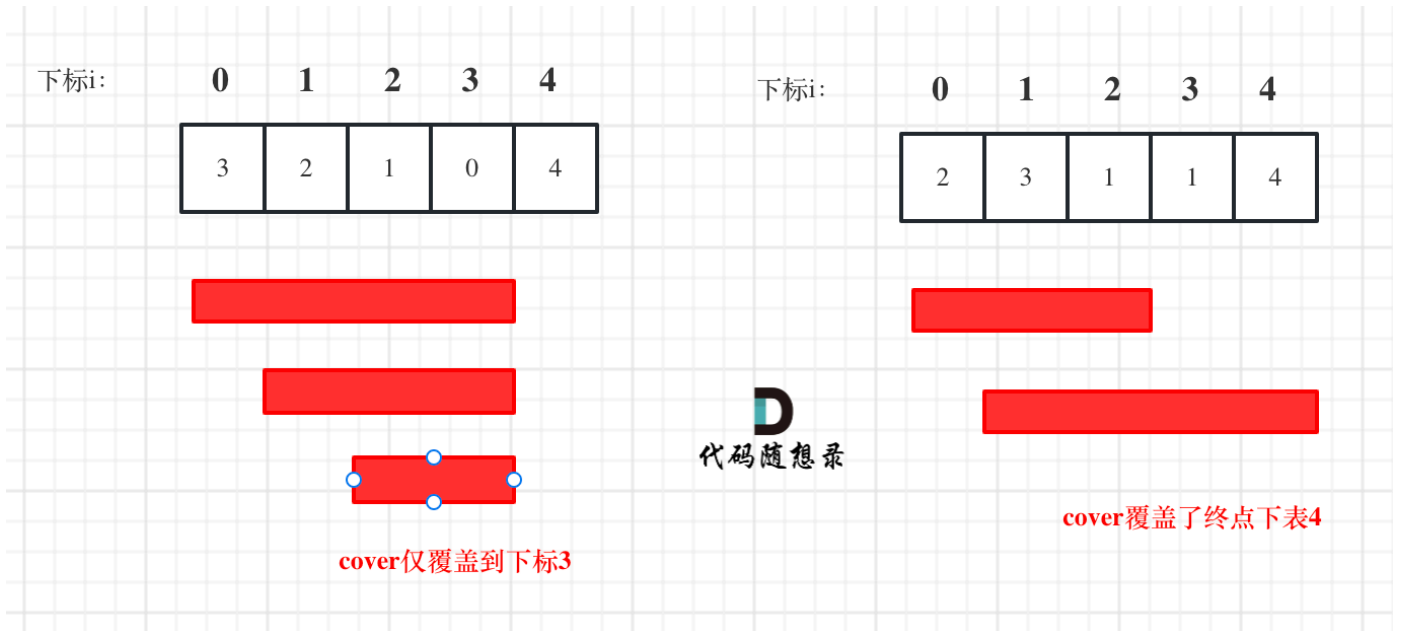 下标i:
0 1 2 3 4
3 2 1 0 4
cover仅覆盖到下标3
下标i:
0 1 2 3 4
2 3 1 1 4
cover覆盖了终点下表4
代码随想录